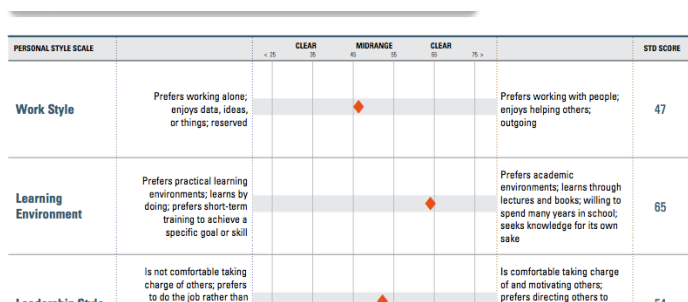 PERSONAL STYLE SCALE
CLEAR MIDRANGE CLEAR
< 25 35 45 55 65 75 >
STD SCORE
Work Style
Prefers working alone;
enjoys data, ideas,
or things; reserved
Prefers working with people;
enjoys helping others;
outgoing
47
Learning
Environment
Prefers practical learning
environments; learns by
doing; prefers short-term
training to achieve a
specific goal or skill
Prefers academic
environments; learns through
lectures and books; willing to
spend many years in school;
seeks knowledge for its own
sake
65
Leadership Style
Is not comfortable taking
charge of others; prefers
to do the job rather than
Is comfortable taking charge
of and motivating others;
prefers directing others to